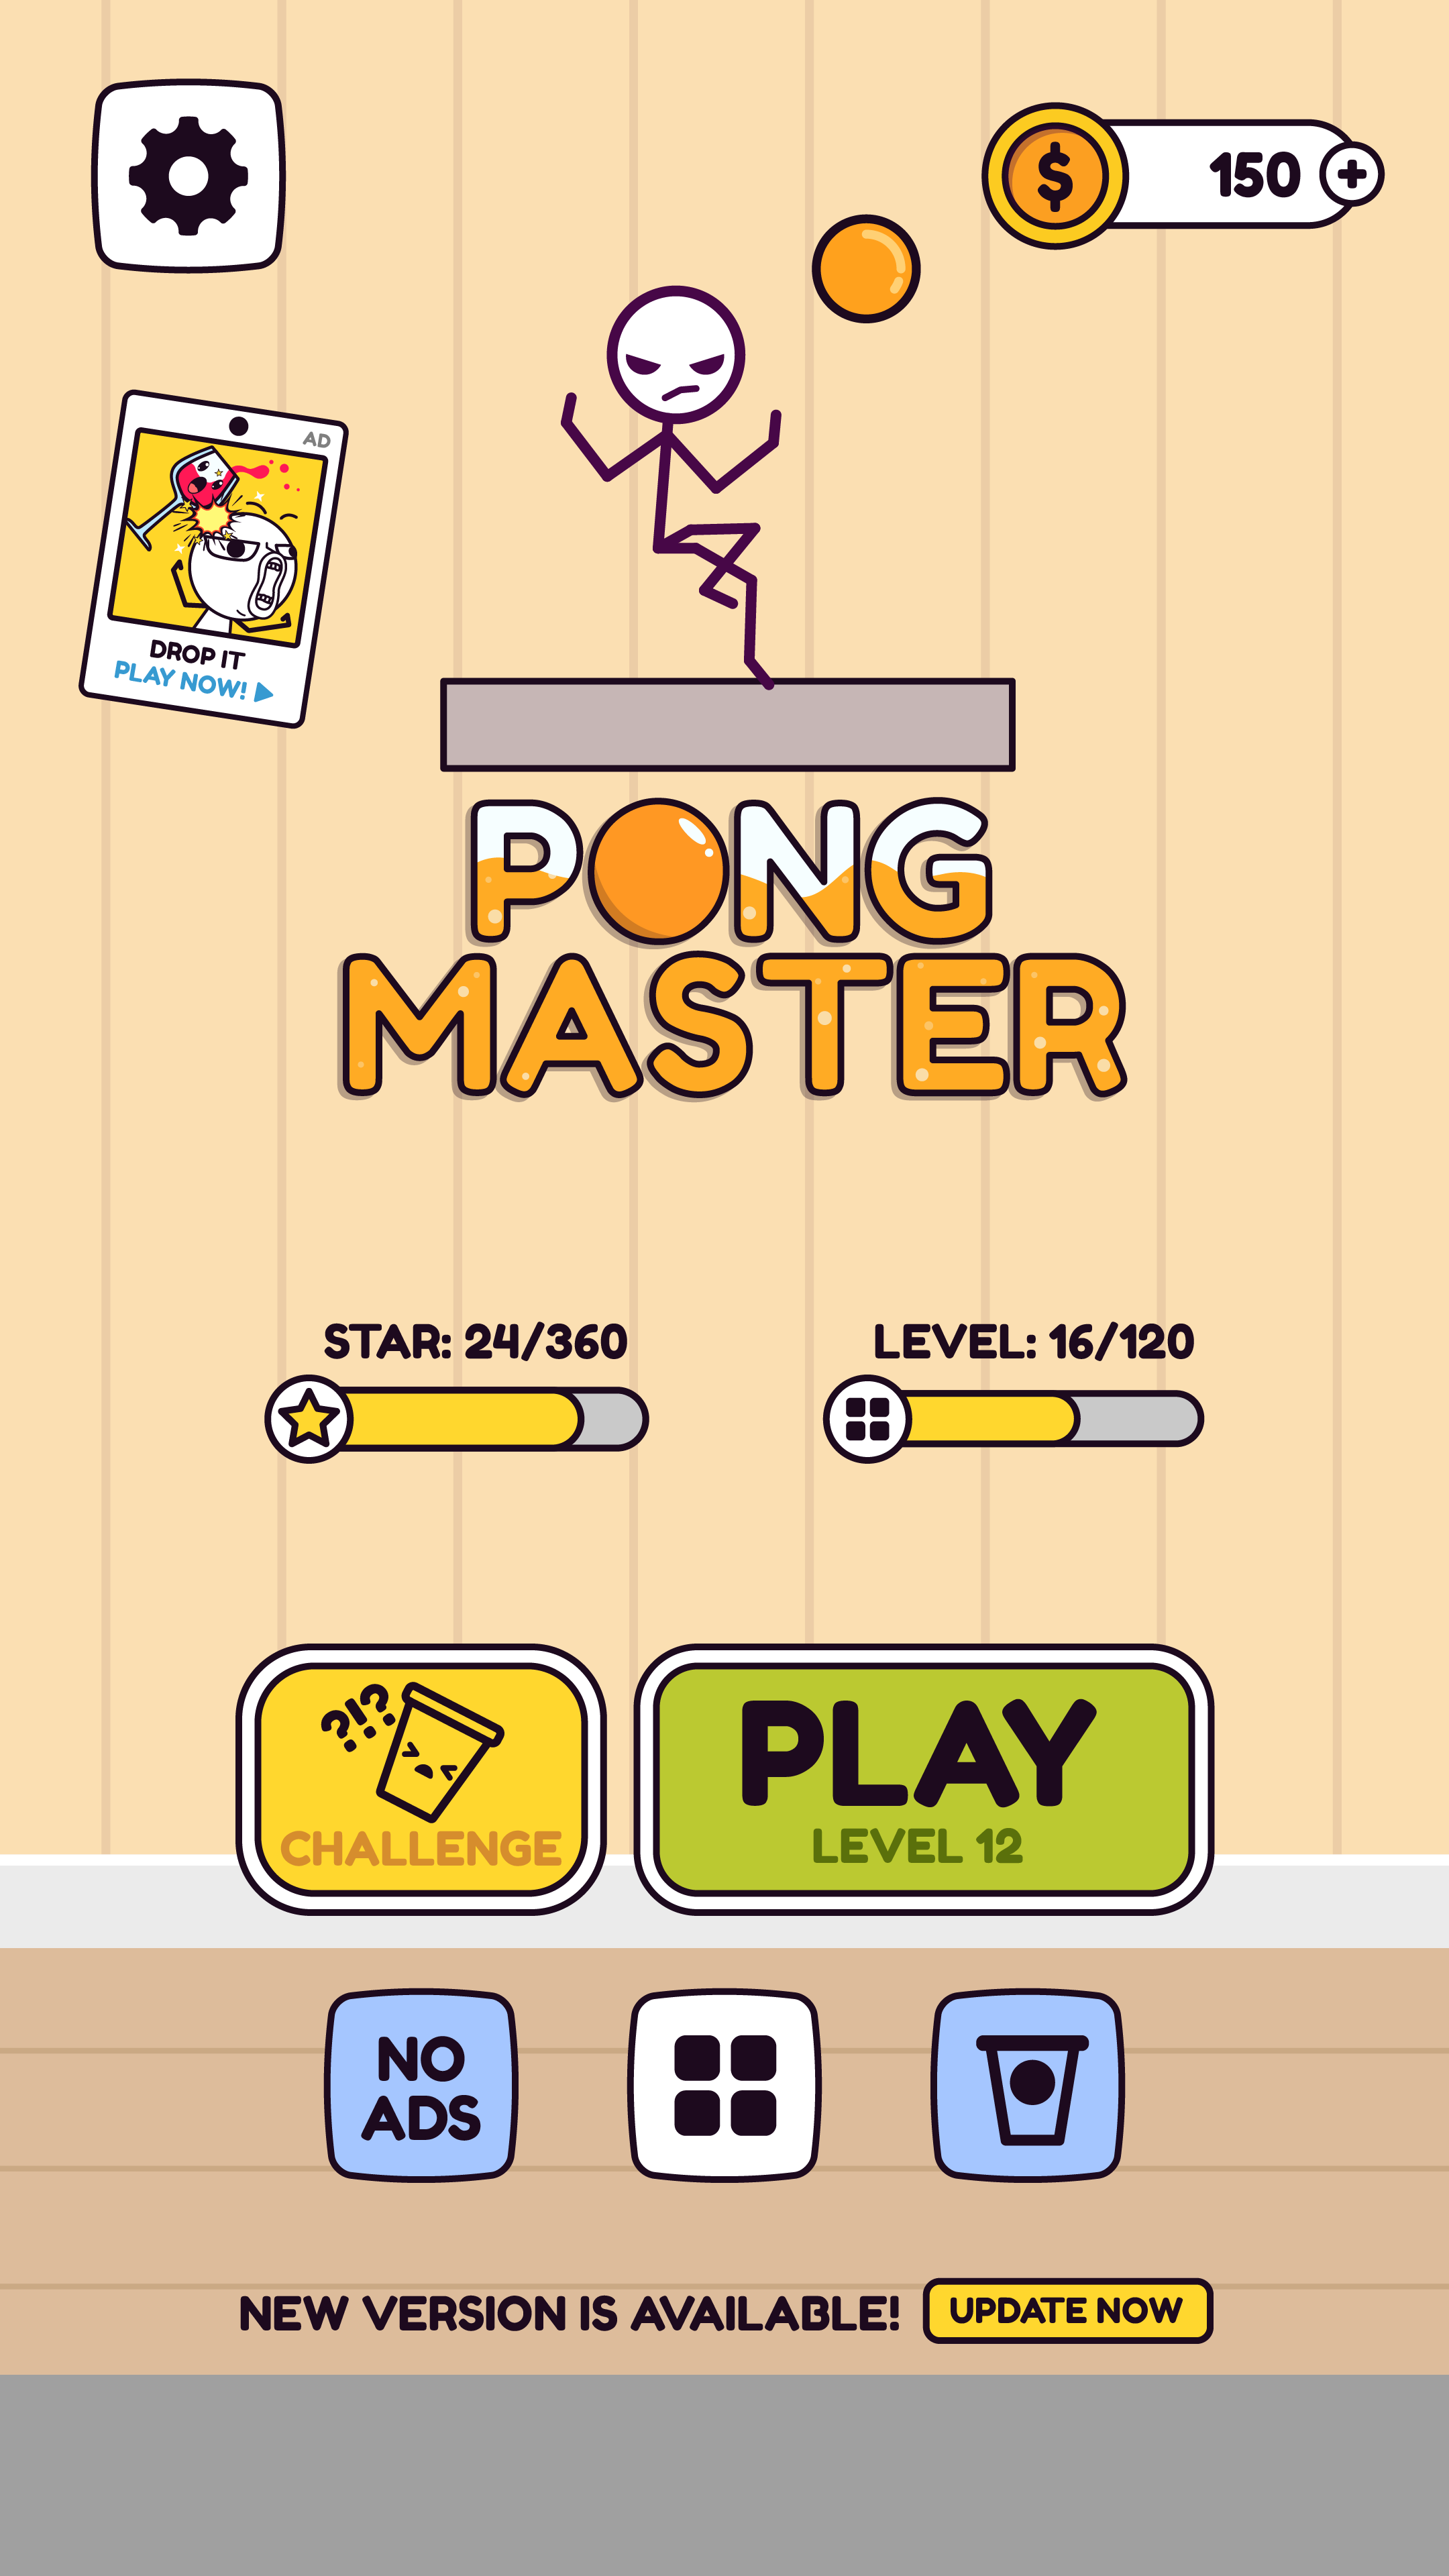 150
AD
DROP IT
PLAY NOW!
PONG
MASTER
STAR: 24/360
LEVEL: 16/120
?!?
CHALLENGE
PLAY
LEVEL 12
NO
ADS
NEW VERSION IS AVAILABLE!
UPDATE NOW